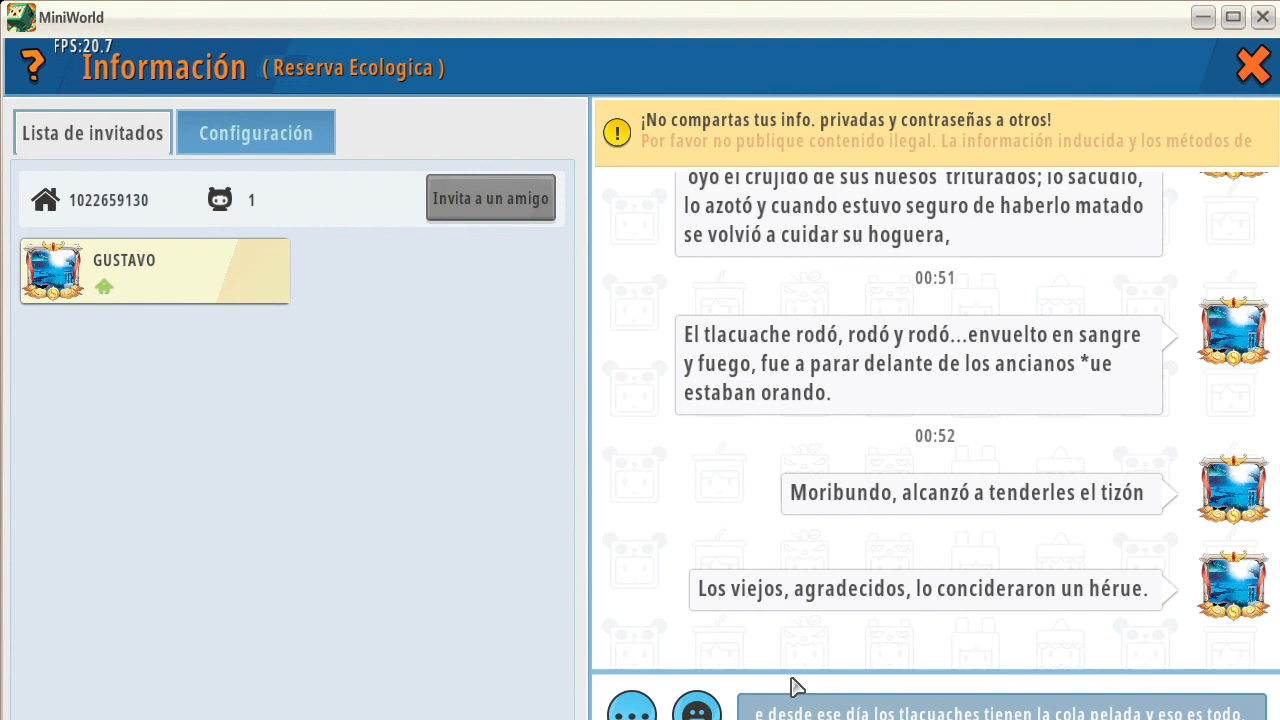 MiniWorld
FPS:20.7
Información ( Reserva Ecologica )
Lista de invitados
Configuración
1022659130
1
Invita a un amigo
GUSTAVO
¡No compartas tus info. privadas y contraseñas a otros!
Por favor no publique contenido ilegal. La información inducida y los métodos de
oyó el crujido de sus huesos triturados; lo sacudió,
lo azotó y cuando estuvo seguro de haberlo matado
se volvió a cuidar su hoguera,
00:51
El tlacuache rodó, rodó y rodó...envuelto en sangre
y fuego, fue a parar delante de los ancianos *ue
estaban orando.
00:52
Moribundo, alcanzó a tenderles el tizón
Los viejos, agradecidos, lo concideraron un hérue.
e desde ese día los tlacuaches tienen la cola pelada y eso es todo.